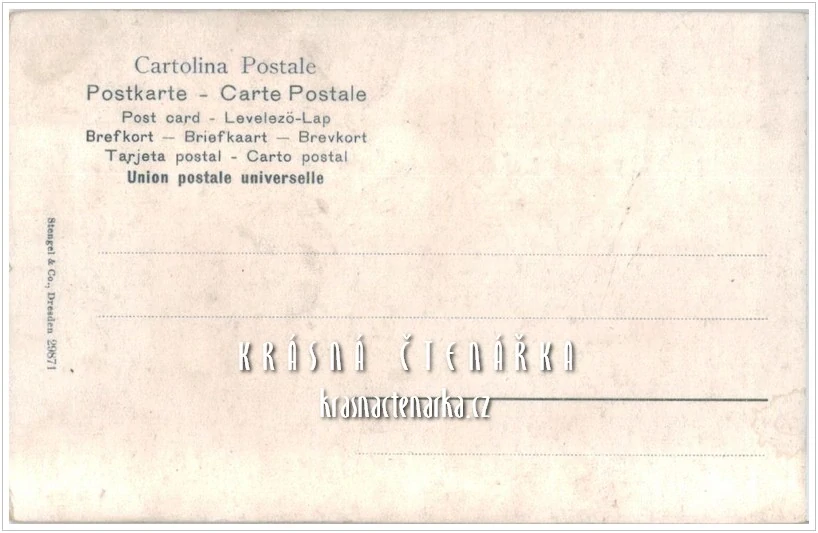 Cartolina Postale
Postkarte - Carte Postale
Post card - Levelező-Lap
Brefkort — Briefkaart — Brevkort
Tarjeta postal - Carto postal
Union postale universelle
Stengel & Co., Dresden 29871
KRÁSNÁ ČTENÁŘKA
krasnactenarka.cz